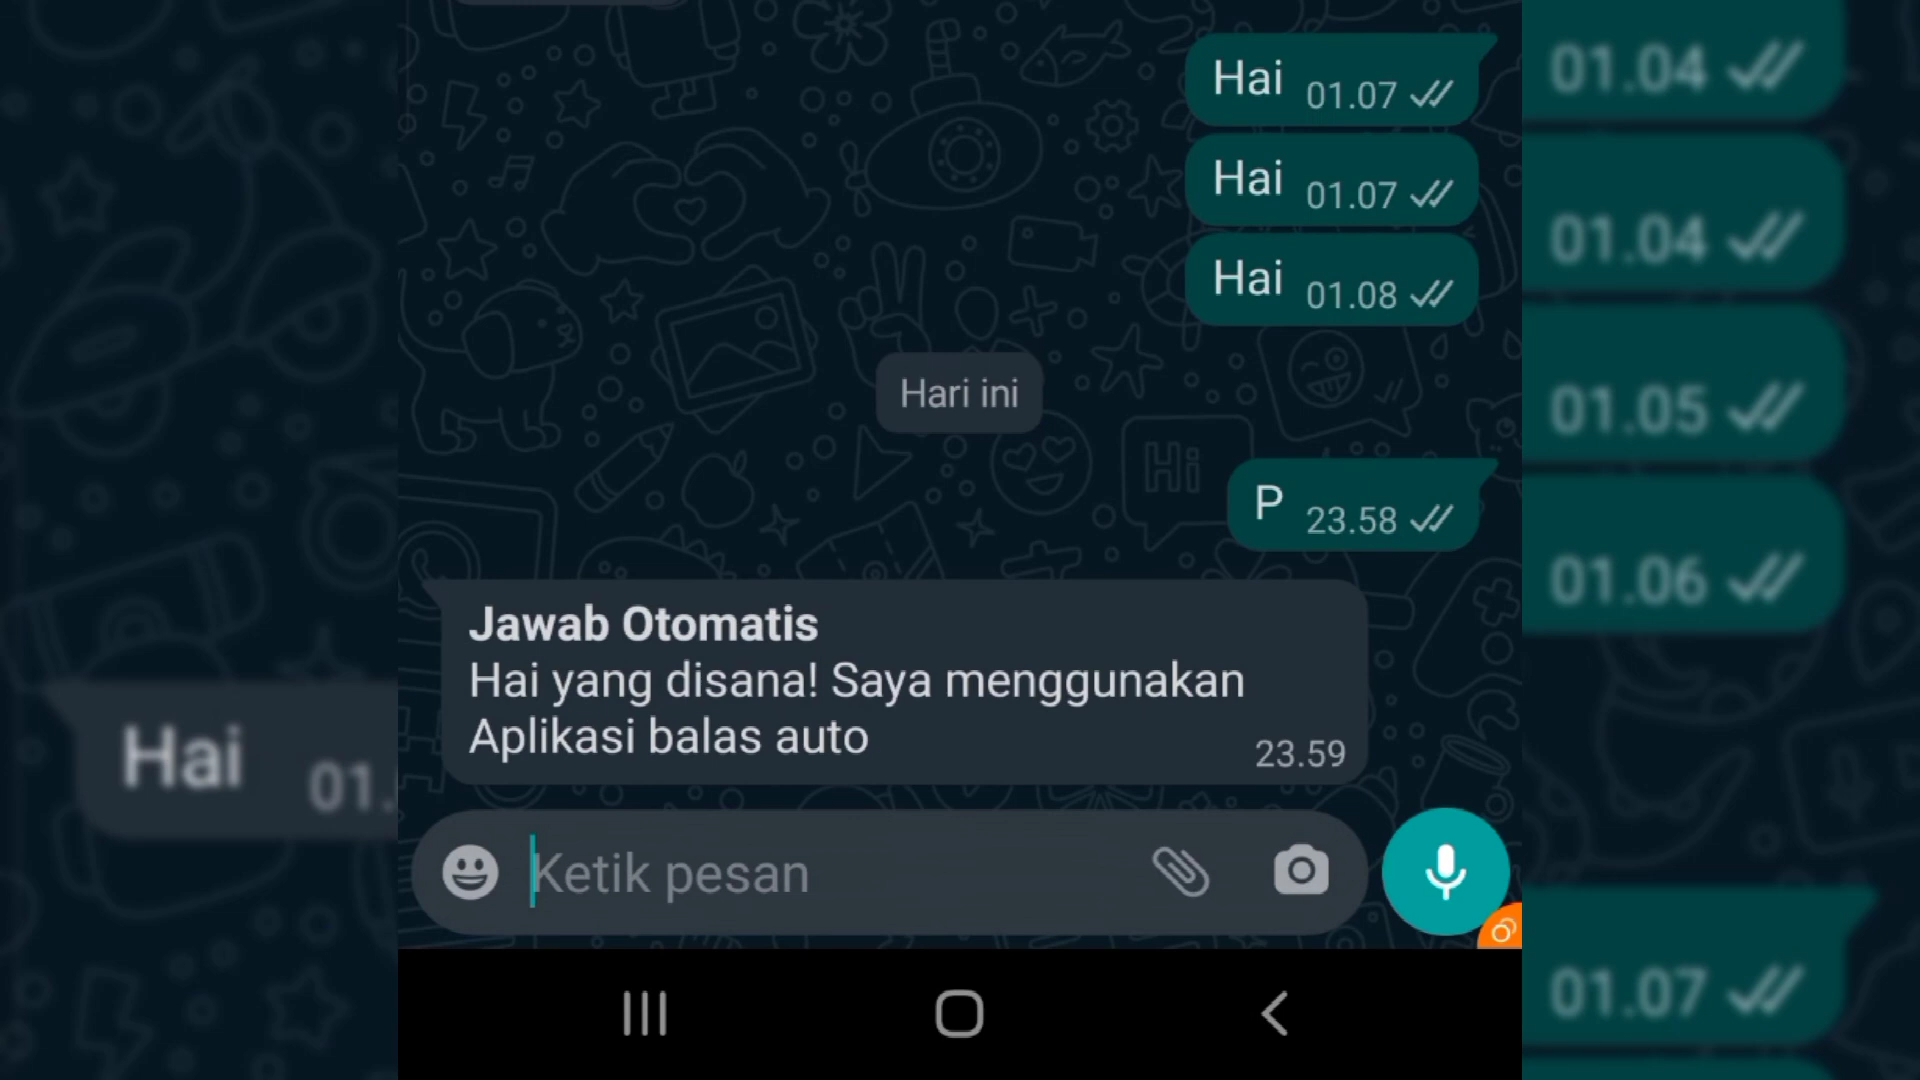 Hai 01.07
Hai 01.07
Hai 01.08
Hari ini
Hi
P 23.58
Jawab Otomatis
Hai yang disana! Saya menggunakan
Aplikasi balas auto
23.59
Ketik pesan
Hai 01.
01.04
01.04
01.05
01.06
01.07